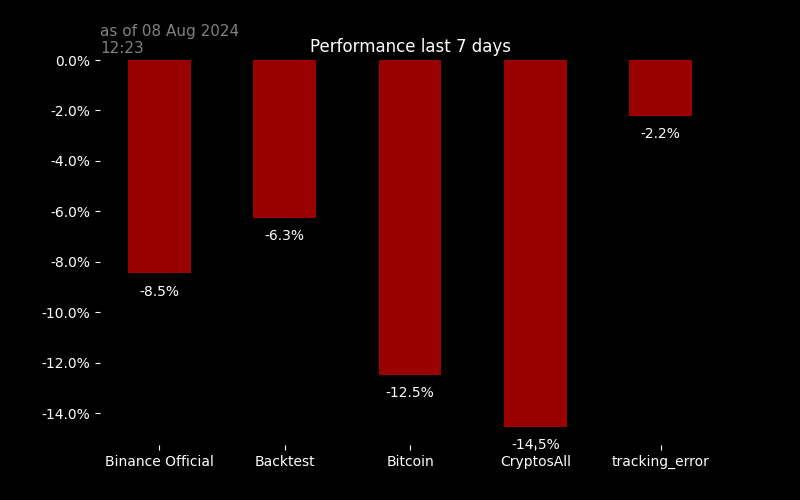 as of 08 Aug 2024
12:23
Performance last 7 days
0.0%
-2.0%
-4.0%
-6.0%
-8.0%
-10.0%
-12.0%
-14.0%
-8.5%
-6.3%
-12.5%
-14.5%
-2.2%
Binance Official
Backtest
Bitcoin
CryptosAll
tracking_error